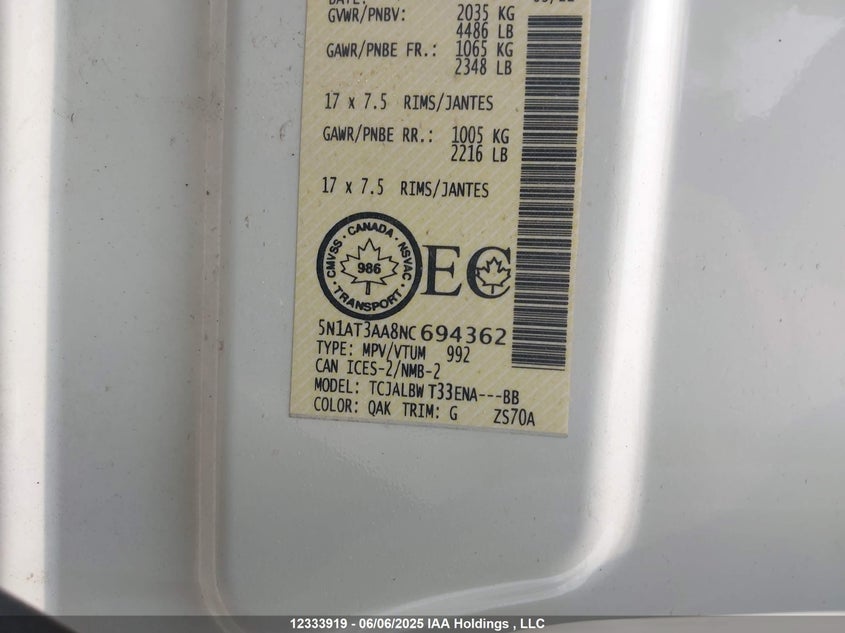 GVWR/PNBV: 2035 KG
4486 LB
GAWR/PNBE FR.: 1065 KG
2348 LB
17 x 7.5 RIMS/JANTES
GAWR/PNBE RR.: 1005 KG
2216 LB
17 x 7.5 RIMS/JANTES
CMVSS · CANADA · NSVAC · TRANSPORT ·
986
EC
5N1AT3AA8NC694362
TYPE: MPV/VTUM 992
CAN ICES-2/NMB-2
MODEL: TCJALBW T33ENA---BB
COLOR: QAK TRIM: G ZS70A
12333919 - 06/06/2025 IAA Holdings , LLC